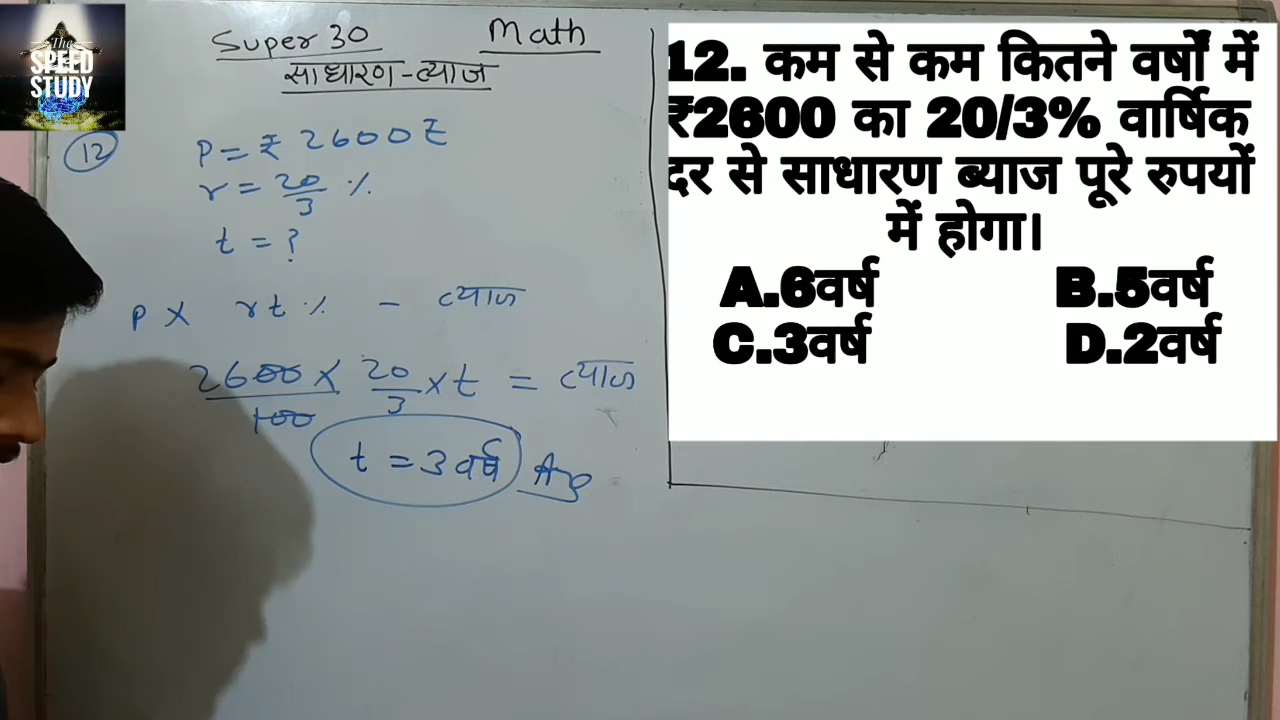 The
SPEED
STUDY
Super 30 Math
साधारण-ब्याज
12 P = ₹ 2600 ₹
r = 20/3 %
t = ?
P x rt % = ब्याज
2600 x 20/3 x t = ब्याज
100
t = 3 वर्ष Ans
12. कम से कम कितने वर्षों में
₹2600 का 20/3% वार्षिक
दर से साधारण ब्याज पूरे रुपयों
में होगा।
A.6वर्ष B.5वर्ष
C.3वर्ष D.2वर्ष